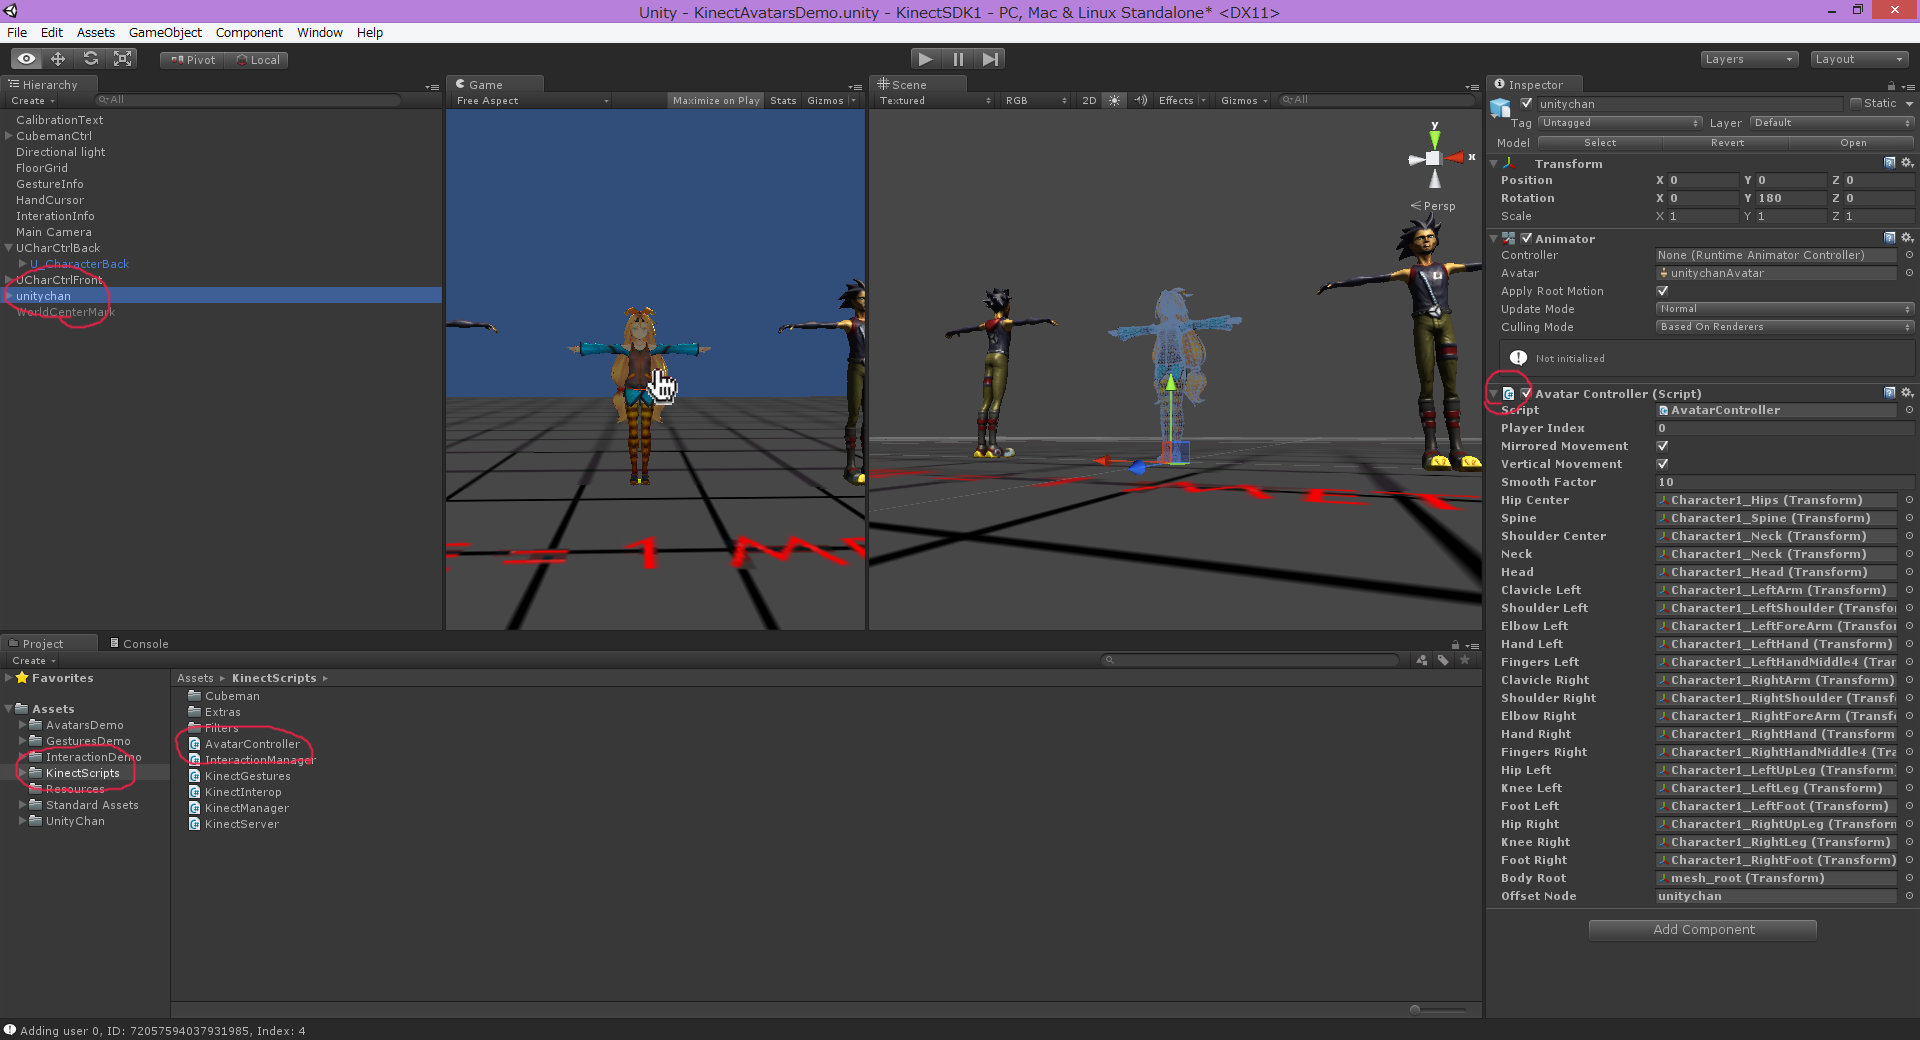 Unity - KinectAvatarsDemo.unity - KinectSDK1 - PC, Mac & Linux Standalone* <DX11>
File Edit Assets GameObject Component Window Help
Pivot Local Layers Layout
Hierarchy
Create All
CalibrationText
CubemanCtrl
Directional light
FloorGrid
GestureInfo
HandCursor
InterationInfo
Main Camera
UCharCtrlBack
U_CharacterBack
UCharCtrlFront
unitychan
WorldCenterMark
Game
Free Aspect Maximize on Play Stats Gizmos
Scene
Textured RGB 2D Effects Gizmos All
y
x
Persp
Inspector
unitychan Static
Tag Untagged Layer Default
Model Select Revert Open
Transform
Position X 0 Y 0 Z 0
Rotation X 0 Y 180 Z 0
Scale X 1 Y 1 Z 1
Animator
Controller None (Runtime Animator Controller)
Avatar unitychanAvatar
Apply Root Motion
Update Mode Normal
Culling Mode Based On Renderers
Not initialized
Avatar Controller (Script)
Script AvatarController
Player Index 0
Mirrored Movement
Vertical Movement
Smooth Factor 10
Hip Center Character1_Hips (Transform)
Spine Character1_Spine (Transform)
Shoulder Center Character1_Neck (Transform)
Neck Character1_Neck (Transform)
Head Character1_Head (Transform)
Clavicle Left Character1_LeftArm (Transform)
Shoulder Left Character1_LeftShoulder (Transfo
Elbow Left Character1_LeftForeArm (Transfor
Hand Left Character1_LeftHand (Transform)
Fingers Left Character1_LeftHandMiddle4 (Tran
Clavicle Right Character1_RightArm (Transform)
Shoulder Right Character1_RightShoulder (Transf
Elbow Right Character1_RightForeArm (Transf
Hand Right Character1_RightHand (Transform)
Fingers Right Character1_RightHandMiddle4 (Tra
Hip Left Character1_LeftUpLeg (Transform
Knee Left Character1_LeftLeg (Transform)
Foot Left Character1_LeftFoot (Transform)
Hip Right Character1_RightUpLeg (Transform
Knee Right Character1_RightLeg (Transform)
Foot Right Character1_RightFoot (Transform)
Body Root mesh_root (Transform)
Offset Node unitychan
Add Component
Project Console
Create
Favorites
Assets
AvatarsDemo
GesturesDemo
InteractionDemo
KinectScripts
Resources
Standard Assets
UnityChan
Assets KinectScripts
Cubeman
Extras
Filters
AvatarController
InteractionManager
KinectGestures
KinectInterop
KinectManager
KinectServer
Adding user 0, ID: 72057594037931985, Index: 4